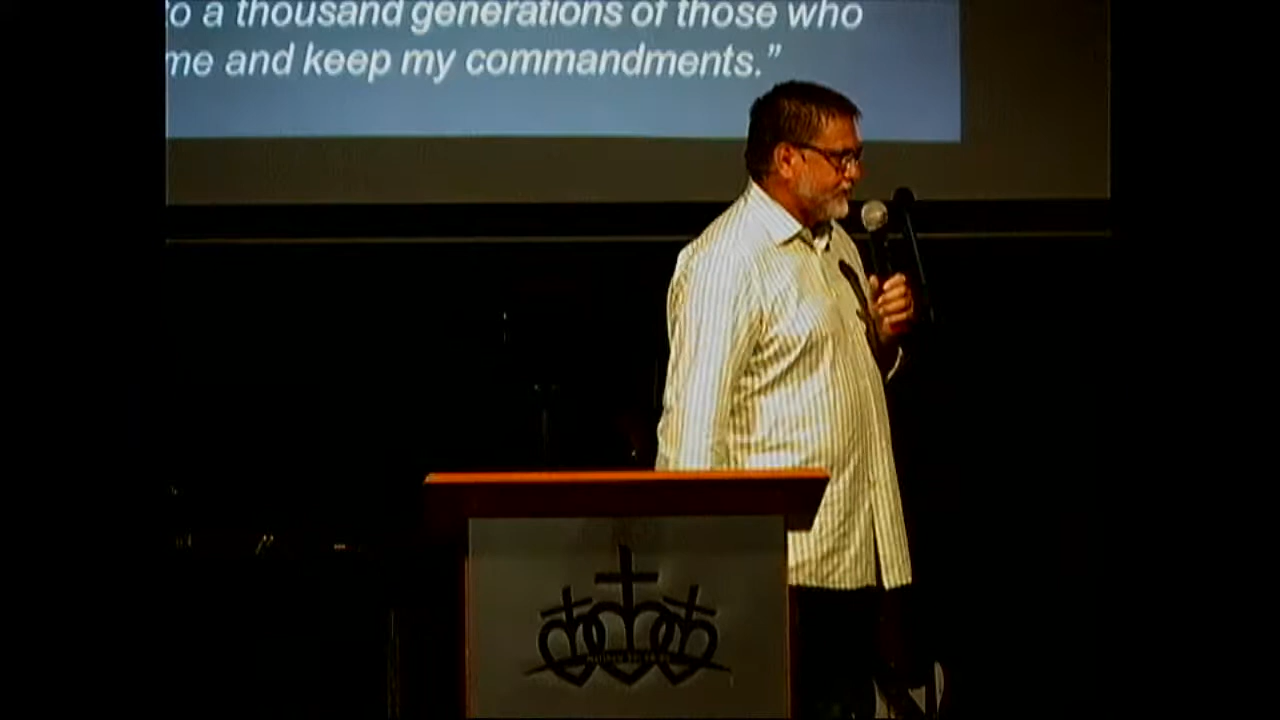 to a thousand generations of those who
me and keep my commandments.”